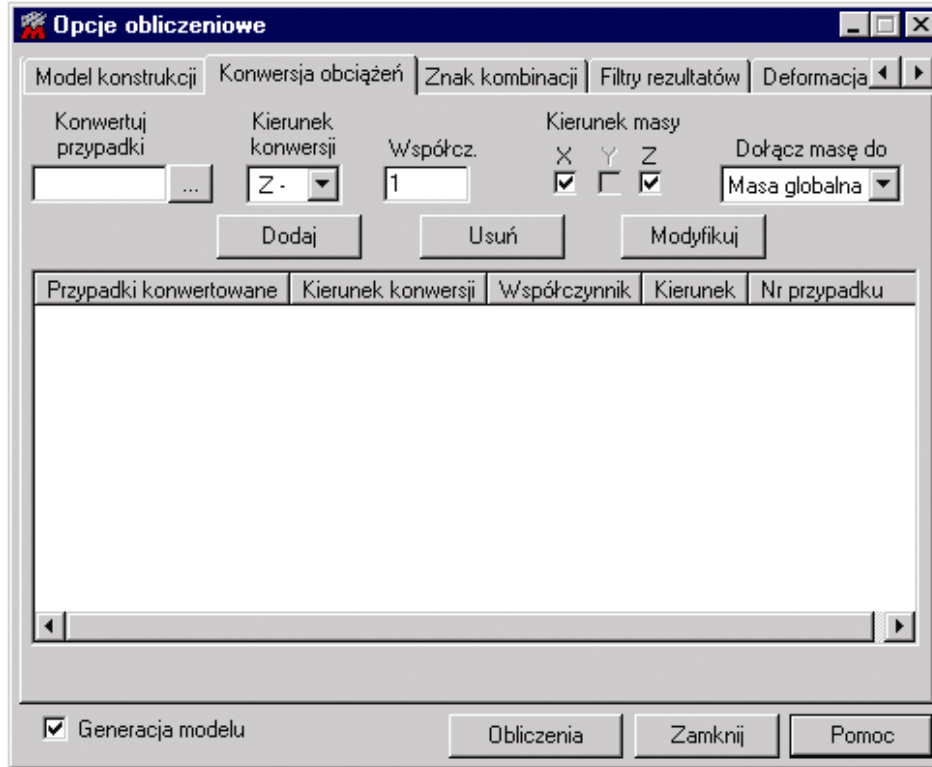 Opcje obliczeniowe
Model konstrukcji Konwersja obciążeń Znak kombinacji Filtry rezultatów Deformacja
Konwertuj przypadki Kierunek konwersji Współcz. Kierunek masy Dołącz masę do
X Y Z
... Z - 1 Masa globalna
Dodaj Usuń Modyfikuj
Przypadki konwertowane Kierunek konwersji Współczynnik Kierunek Nr przypadku
Generacja modelu Obliczenia Zamknij Pomoc